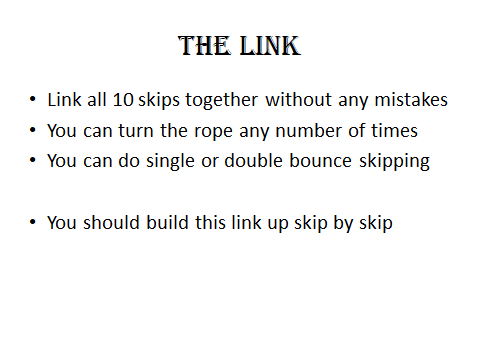 THE LINK
• Link all 10 skips together without any mistakes
• You can turn the rope any number of times
• You can do single or double bounce skipping
• You should build this link up skip by skip